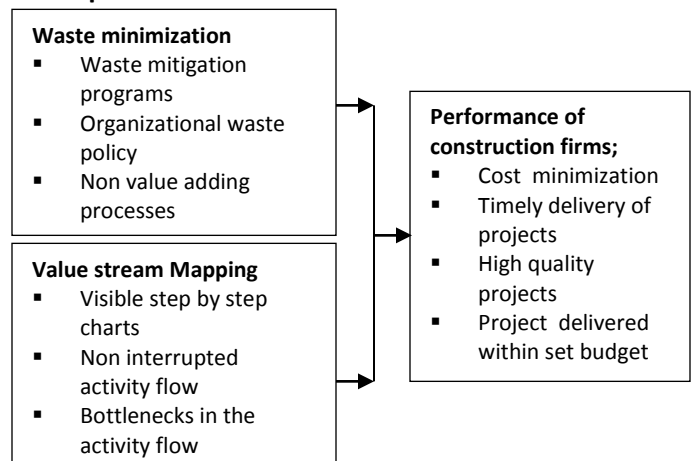 Waste minimization
▪ Waste mitigation
programs
▪ Organizational waste
policy
▪ Non value adding
processes
Value stream Mapping
▪ Visible step by step
charts
▪ Non interrupted
activity flow
▪ Bottlenecks in the
activity flow
Performance of
construction firms;
▪ Cost minimization
▪ Timely delivery of
projects
▪ High quality
projects
▪ Project delivered
within set budget